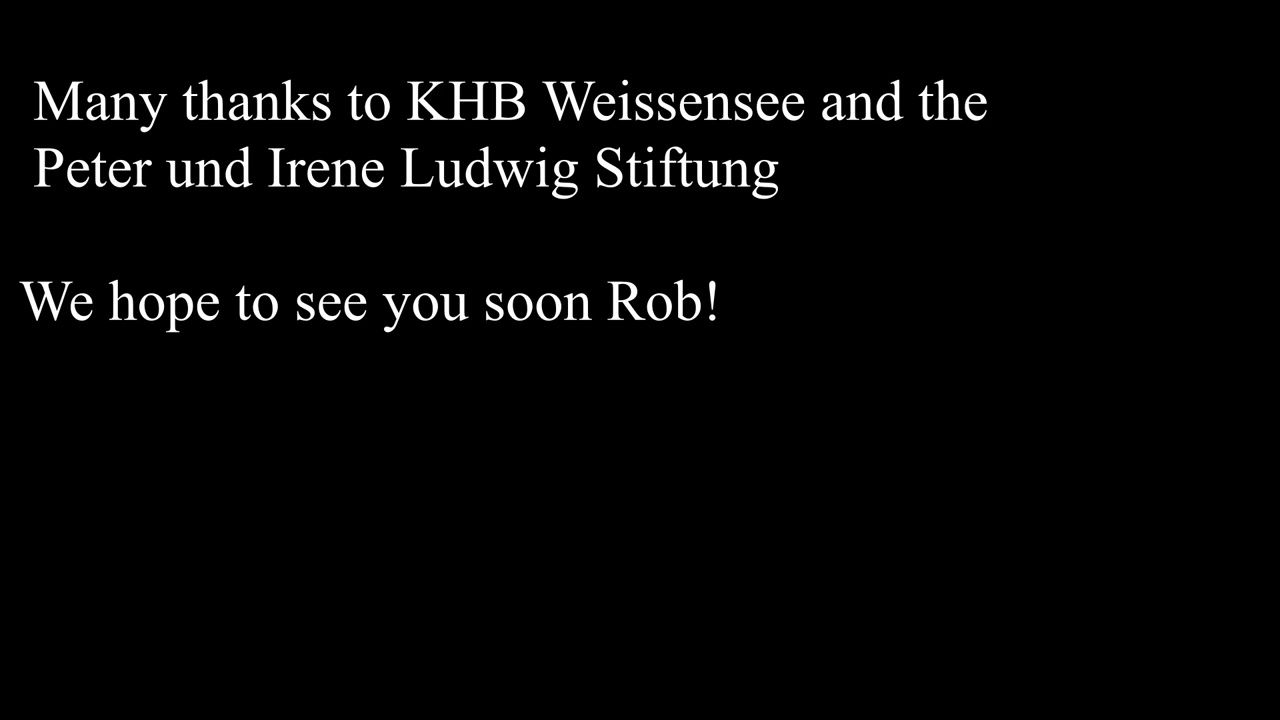 Many thanks to KHB Weissensee and the
Peter und Irene Ludwig Stiftung
We hope to see you soon Rob!